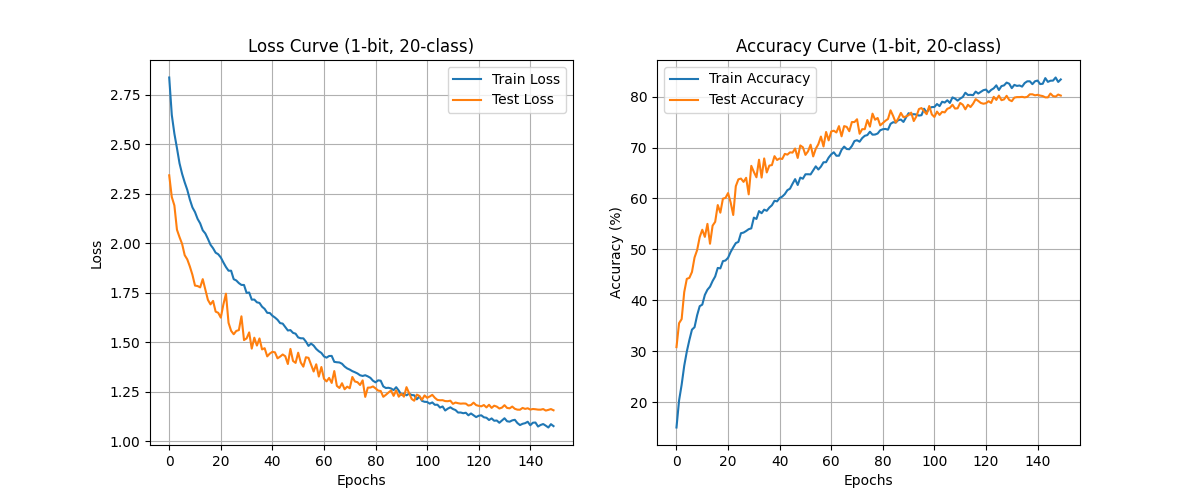 Loss Curve (1-bit, 20-class)
Train Loss
Test Loss
2.75
2.50
2.25
2.00
1.75
1.50
1.25
1.00
Loss
0 20 40 60 80 100 120 140
Epochs
Accuracy Curve (1-bit, 20-class)
Train Accuracy
Test Accuracy
80
70
60
50
40
30
20
Accuracy (%)
0 20 40 60 80 100 120 140
Epochs